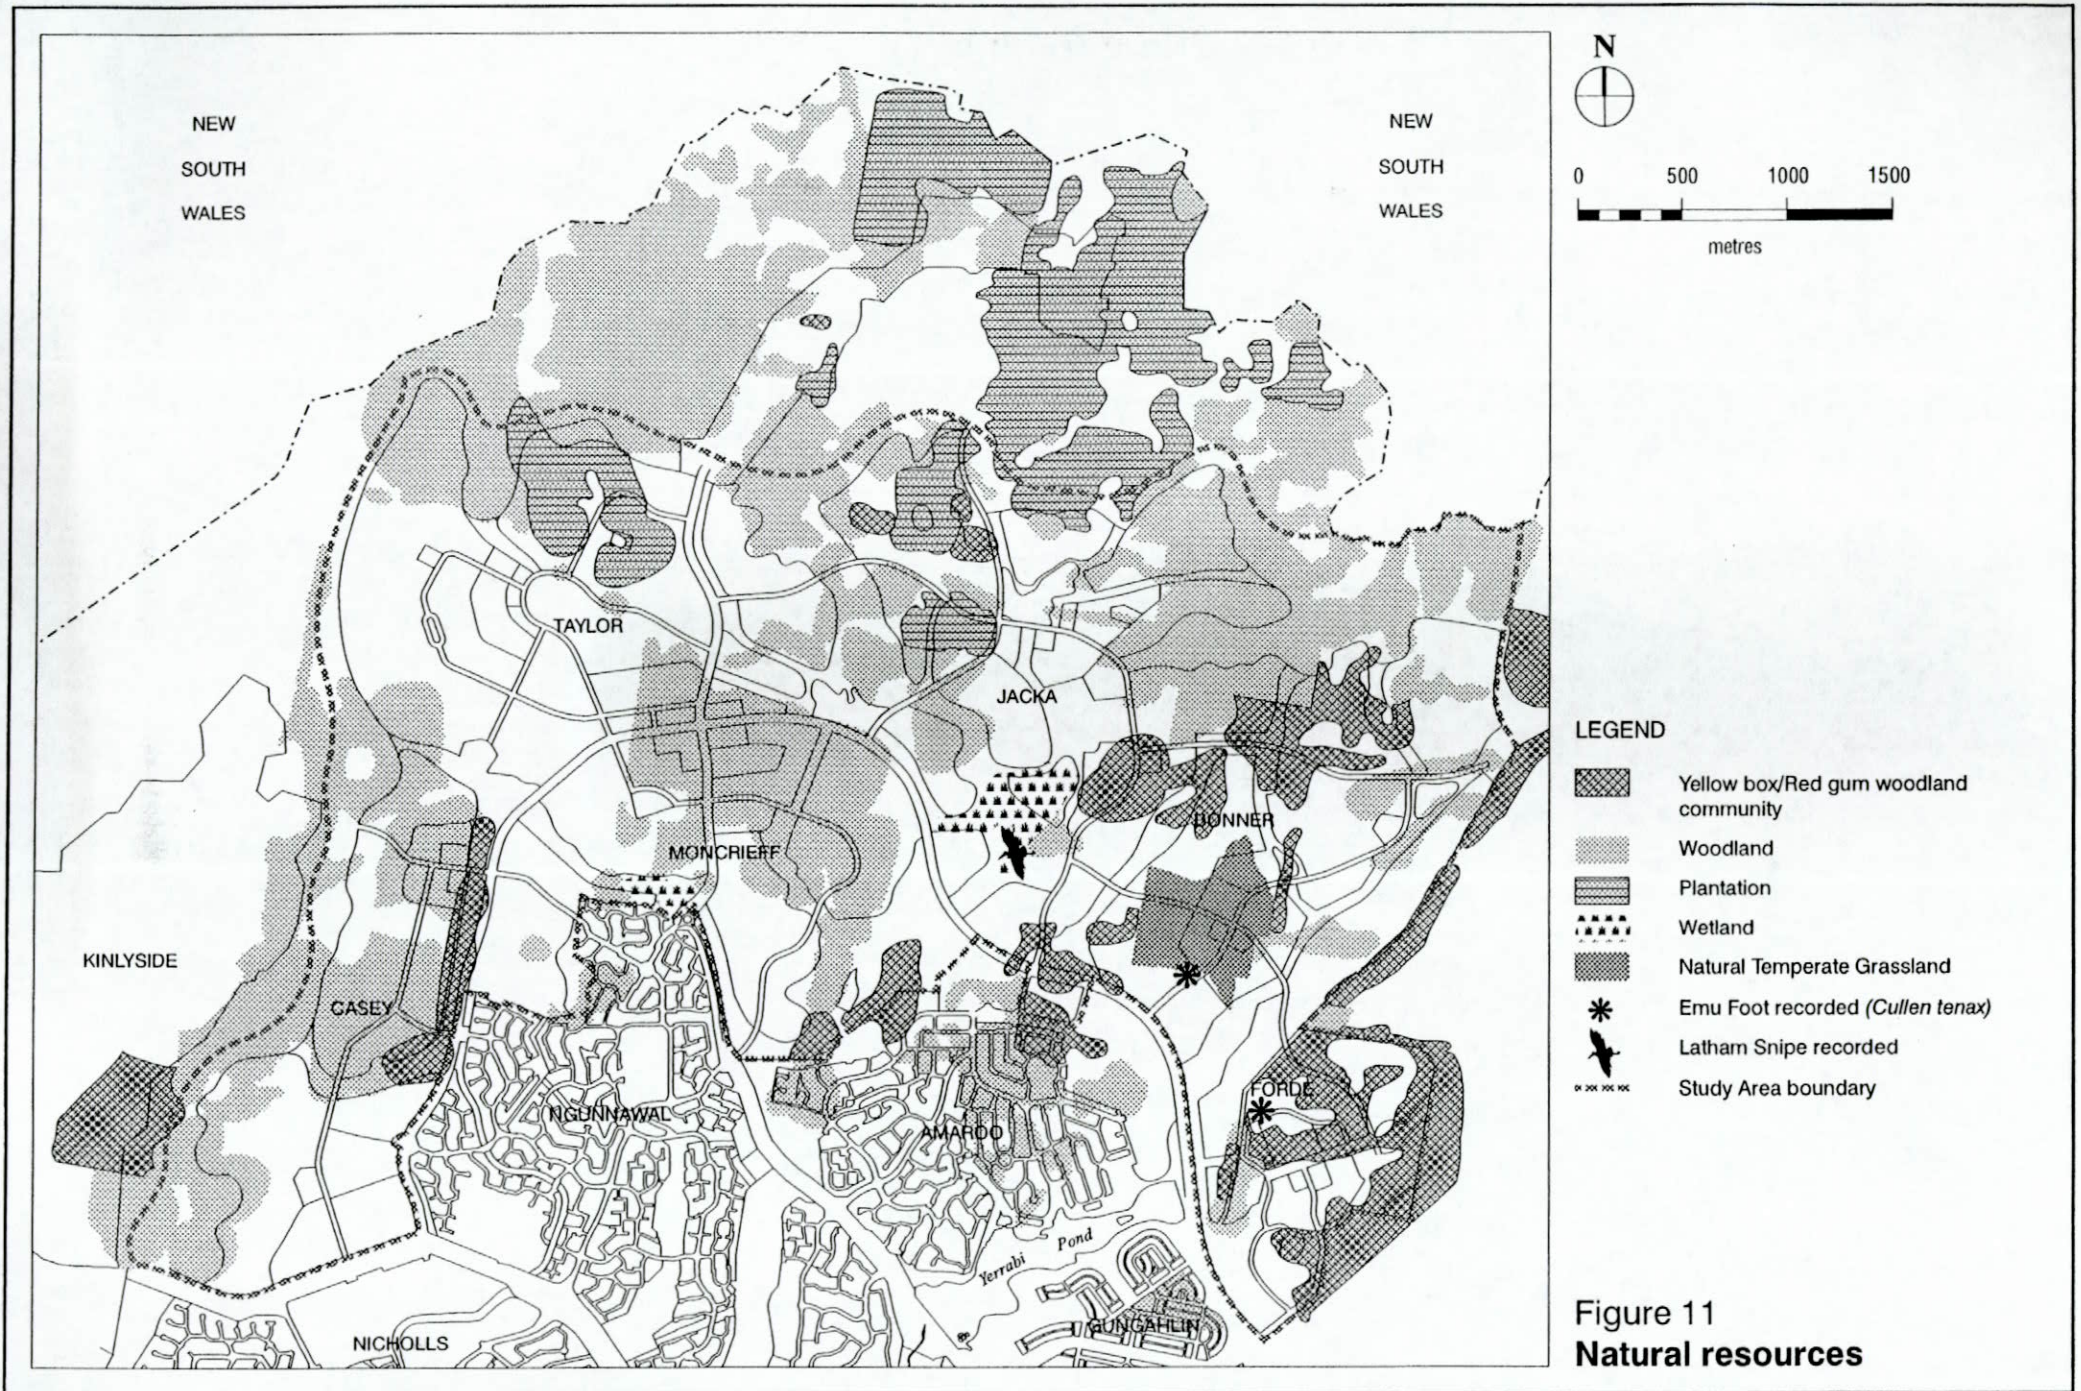 NEW
SOUTH
WALES
NEW
SOUTH
WALES
N
0 500 1000 1500
metres
TAYLOR
JACKA
BONNER
MONCRIEFF
KINLYSIDE
CASEY
FORDE
NGUNNAWAL
AMAROO
Yerrabi Pond
GUNGAHLIN
NICHOLLS
LEGEND
Yellow box/Red gum woodland
community
Woodland
Plantation
Wetland
Natural Temperate Grassland
Emu Foot recorded (Cullen tenax)
Latham Snipe recorded
Study Area boundary
Figure 11
Natural resources